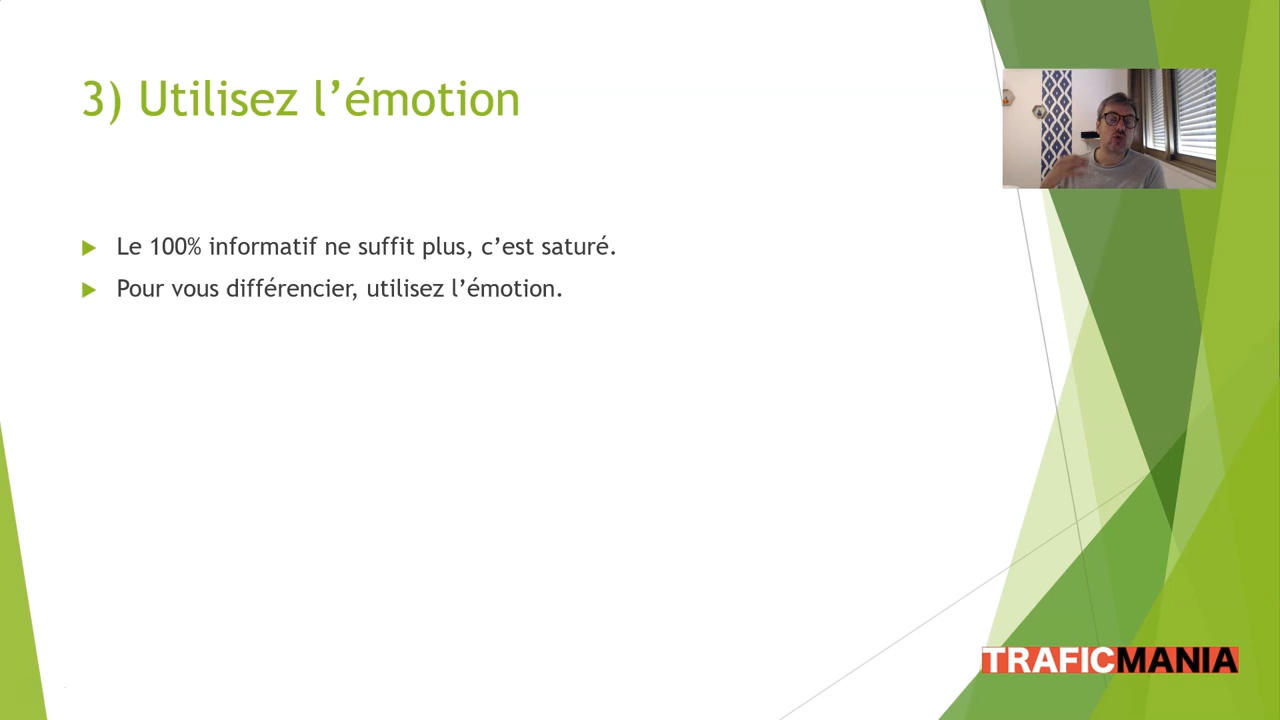 3) Utilisez l’émotion
Le 100% informatif ne suffit plus, c’est saturé.
Pour vous différencier, utilisez l’émotion.
TRAFICMANIA